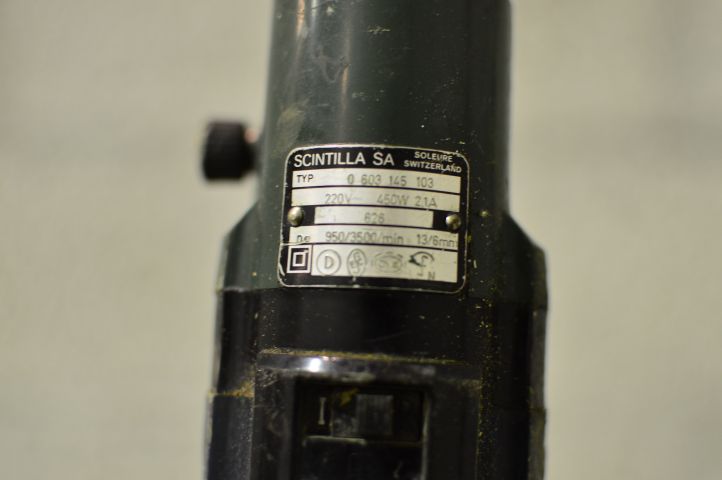 SCINTILLA SA SOLEURE SWITZERLAND
TYP 0 603 145 103
220V~ 450W 2.1A
626
no 950/3500/min 13/6mm
D
N
I